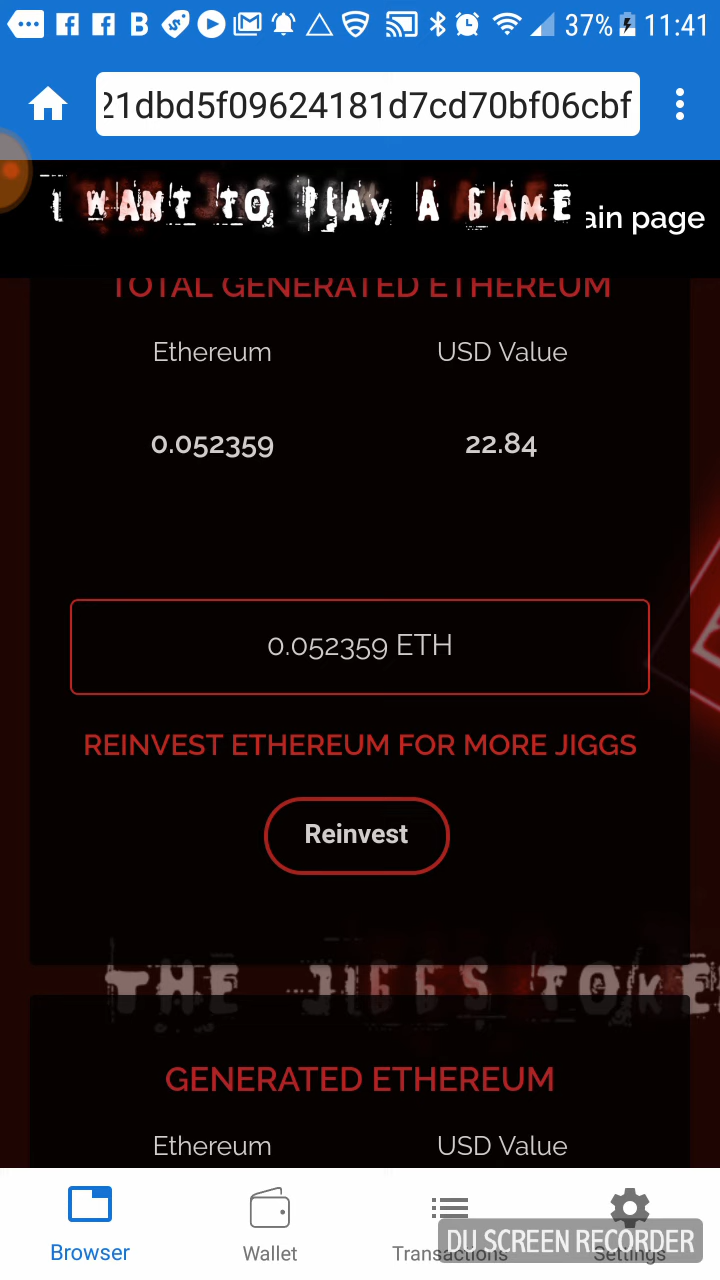 37% 11:41
21dbd5f09624181d7cd70bf06cbf
I WANT TO PLAY A GAME ain page
TOTAL GENERATED ETHEREUM
Ethereum USD Value
0.052359 22.84
0.052359 ETH
REINVEST ETHEREUM FOR MORE JIGGS
Reinvest
THE JIGGS TOKE
GENERATED ETHEREUM
Ethereum USD Value
Browser Wallet Transactions Settings
DU SCREEN RECORDER